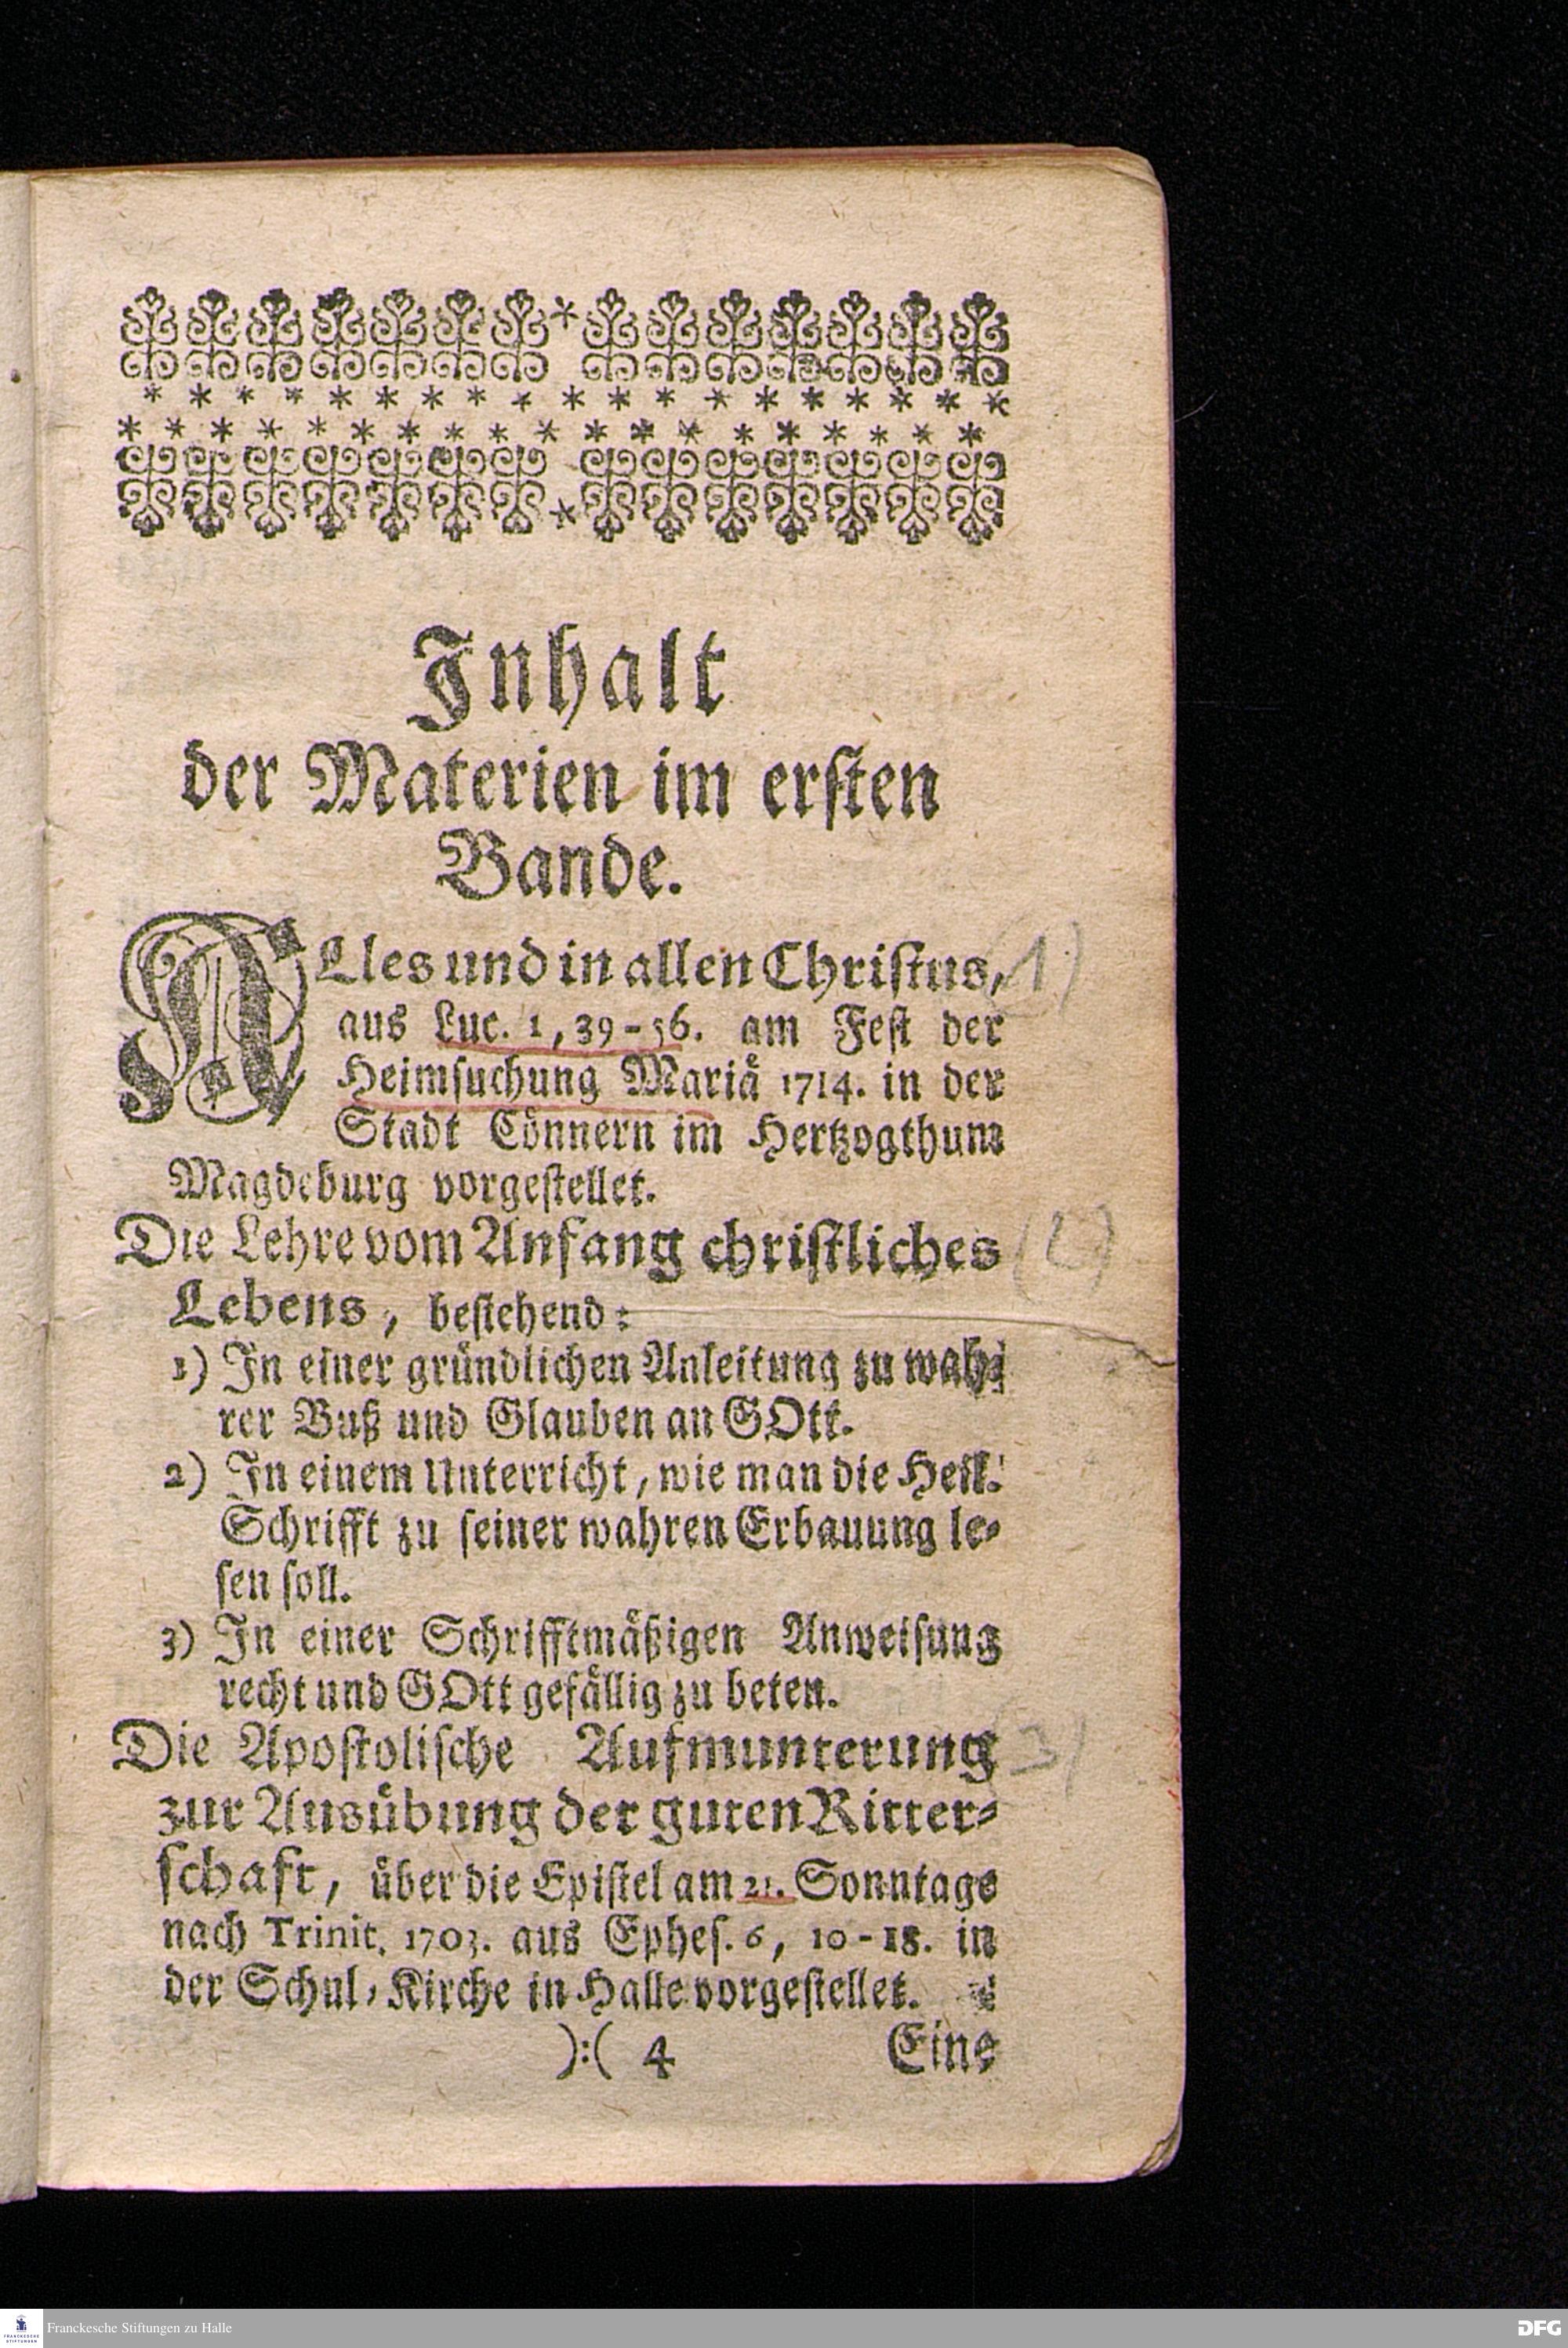 Inhalt
der Materien im ersten
Bande.
ALles und in allen Christus,
(1)
aus Luc. 1, 39-56. am Fest der
Heimsuchung Mariä 1714. in der
Stadt Cönnern im Hertzogthum
Magdeburg vorgestellet.
Die Lehre vom Anfang christliches
Lebens, bestehend:
1) In einer gründlichen Anleitung zu wah-
rer Buß und Glauben an GOtt.
2) In einem Unterricht, wie man die Heil.
Schrifft zu seiner wahren Erbauung le-
sen soll.
3) In einer Schrifftmäßigen Anweisung
recht und GOtt gefällig zu beten.
Die Apostolische Aufmunterung
(3)
zur Ausübung der guten Ritter-
schaft, über die Epistel am 21. Sonntage
nach Trinit. 1703. aus Ephes. 6, 10-18. in
der Schul-Kirche in Halle vorgestellet.
):( 4
Eine
Franckesche Stiftungen zu Halle
DFG